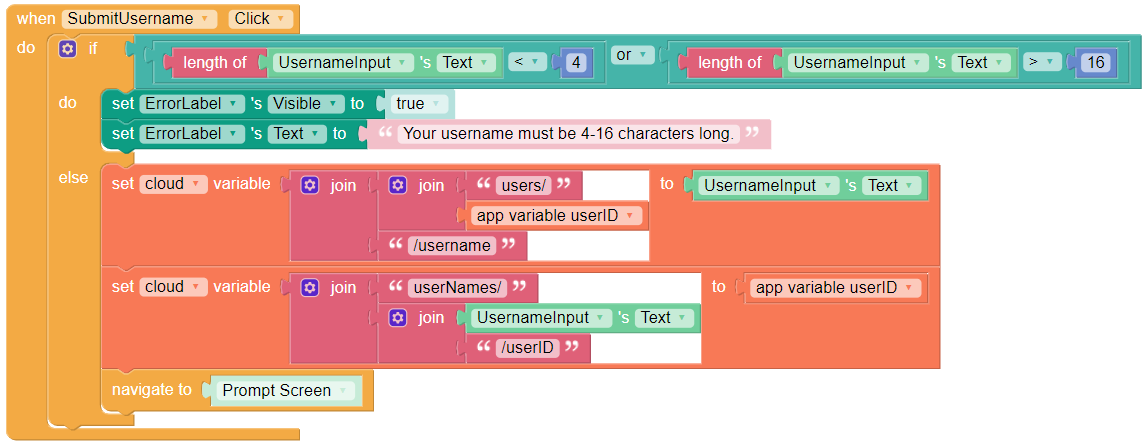 when SubmitUsername Click
do if length of UsernameInput 's Text < 4 or length of UsernameInput 's Text > 16
do set ErrorLabel 's Visible to true
set ErrorLabel 's Text to “ Your username must be 4-16 characters long. ”
else set cloud variable join join “ users/ ” to UsernameInput 's Text
app variable userID
“ /username ”
set cloud variable join “ userNames/ ” to app variable userID
join UsernameInput 's Text
“ /userID ”
navigate to Prompt Screen